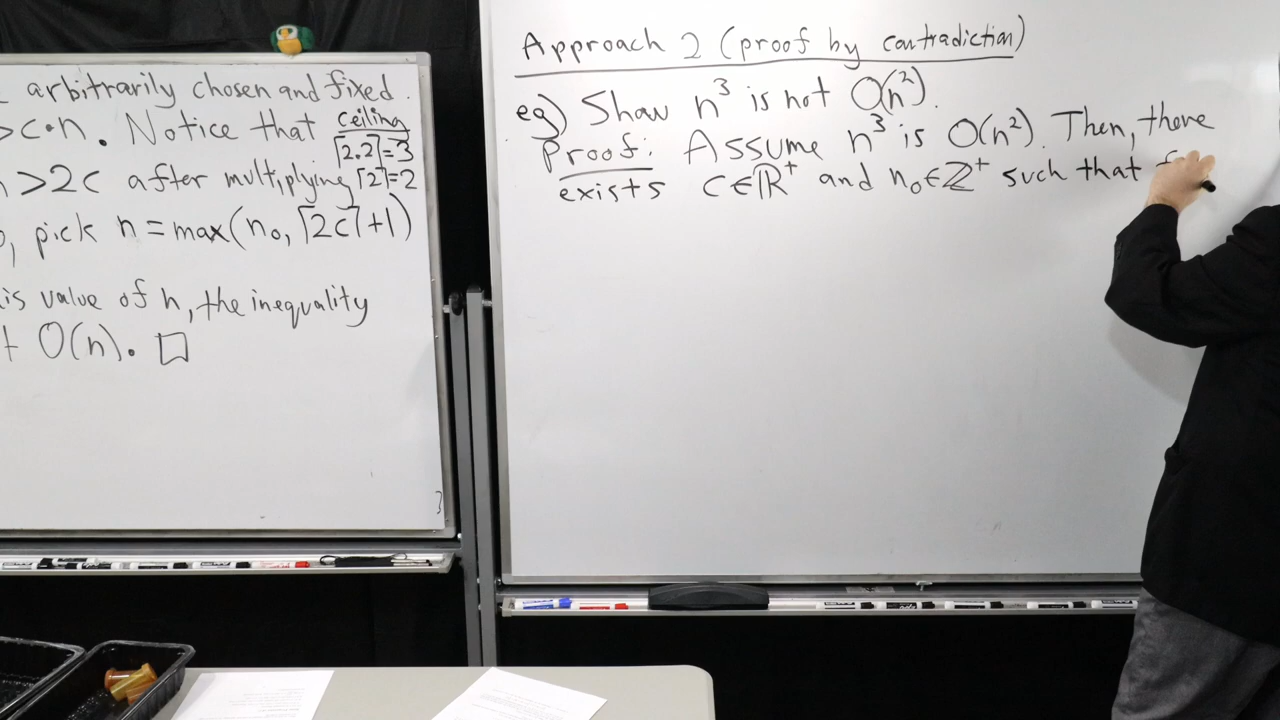 arbitrarily chosen and fixed.
>c·n. Notice that
ceiling
⌈2.2⌉=3
>2c after multiplying
⌈2⌉=2
pick n=max(n₀, ⌈2c⌉+1)
is value of n, the inequality
O(n). □
3
Approach 2 (proof by contradiction)
eg) Show n³ is not O(n²).
Proof: Assume n³ is O(n²). Then, there
exists c∈ℝ⁺ and n₀∈ℤ⁺ such that f